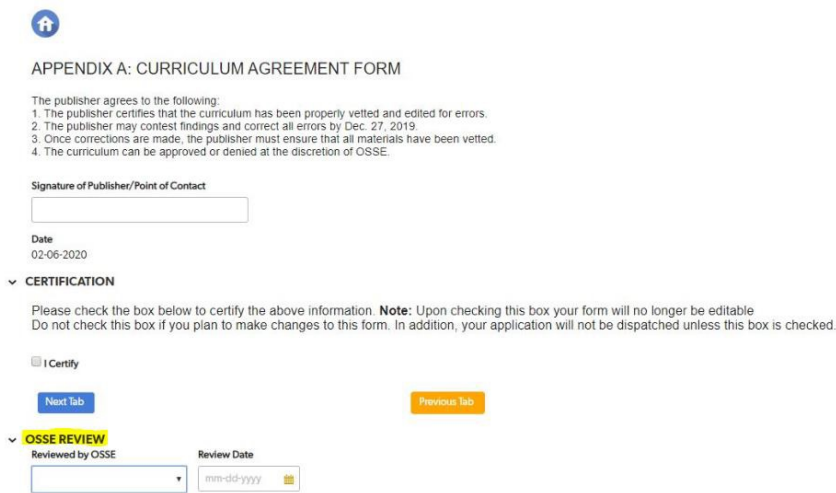 APPENDIX A: CURRICULUM AGREEMENT FORM
The publisher agrees to the following:
1. The publisher certifies that the curriculum has been properly vetted and edited for errors.
2. The publisher may contest findings and correct all errors by Dec. 27, 2019.
3. Once corrections are made, the publisher must ensure that all materials have been vetted.
4. The curriculum can be approved or denied at the discretion of OSSE.
Signature of Publisher/Point of Contact
Date
02-06-2020
CERTIFICATION
Please check the box below to certify the above information. Note: Upon checking this box your form will no longer be editable
Do not check this box if you plan to make changes to this form. In addition, your application will not be dispatched unless this box is checked.
I Certify
Next Tab Previous Tab
OSSE REVIEW
Reviewed by OSSE Review Date
mm-dd-yyyy